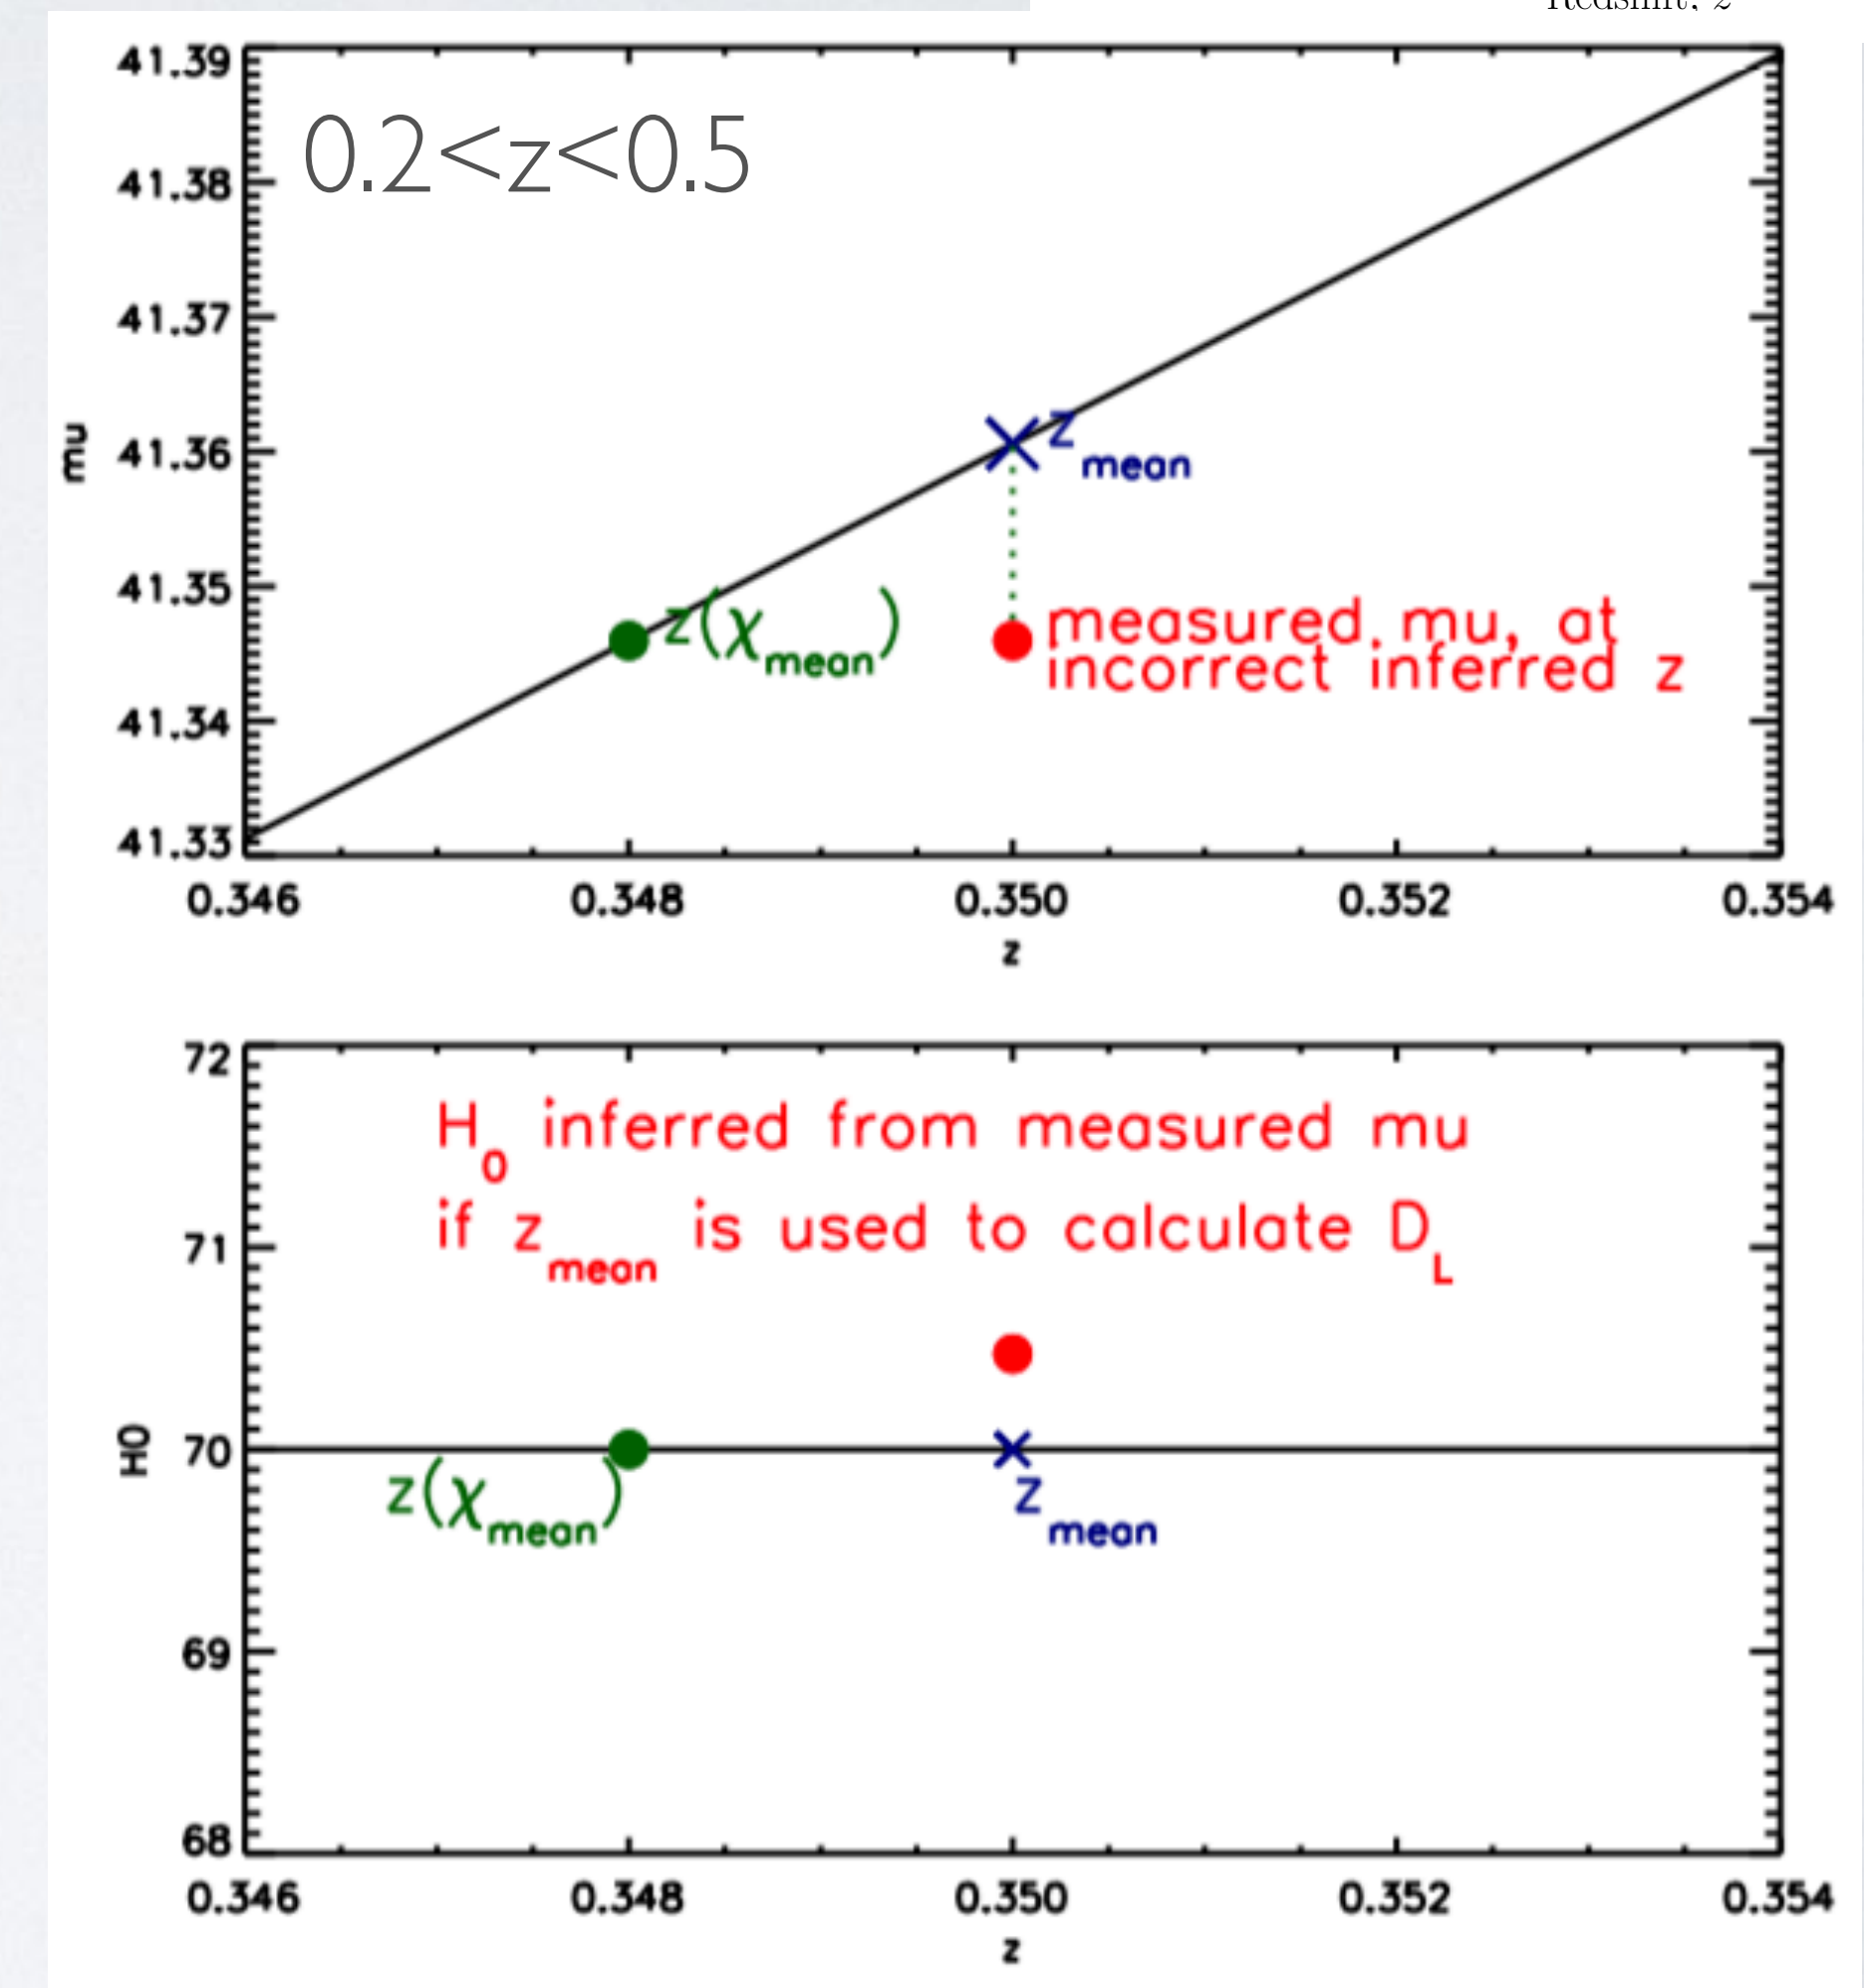 Redshift, z
41.39
0.2<z<0.5
41.38
41.37
mu
41.36
z mean
41.35
z(χ mean)
measured mu, at
incorrect inferred z
41.34
41.33
0.346 0.348 0.350 0.352 0.354
z
72
H0 inferred from measured mu
if z mean is used to calculate D L
71
H0
70
z(χ mean)
z mean
69
68
0.346 0.348 0.350 0.352 0.354
z